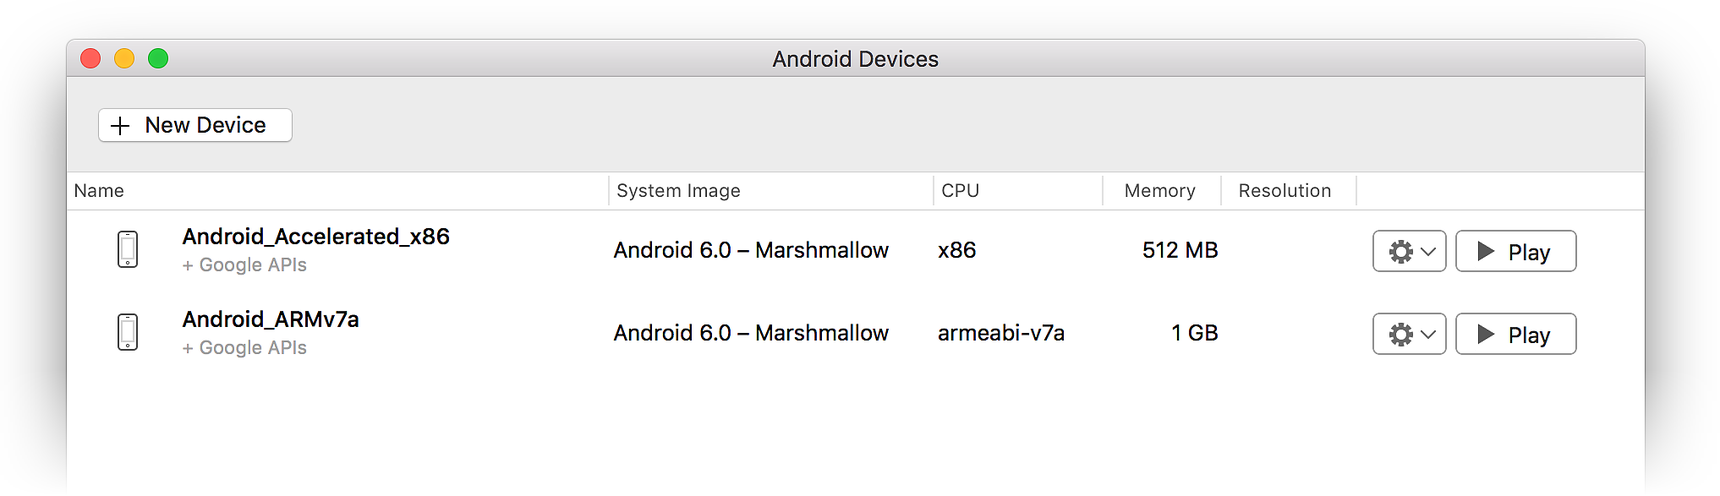 Android Devices
+ New Device
Name System Image CPU Memory Resolution
Android_Accelerated_x86
+ Google APIs
Android 6.0 – Marshmallow x86 512 MB Play
Android_ARMv7a
+ Google APIs
Android 6.0 – Marshmallow armeabi-v7a 1 GB Play